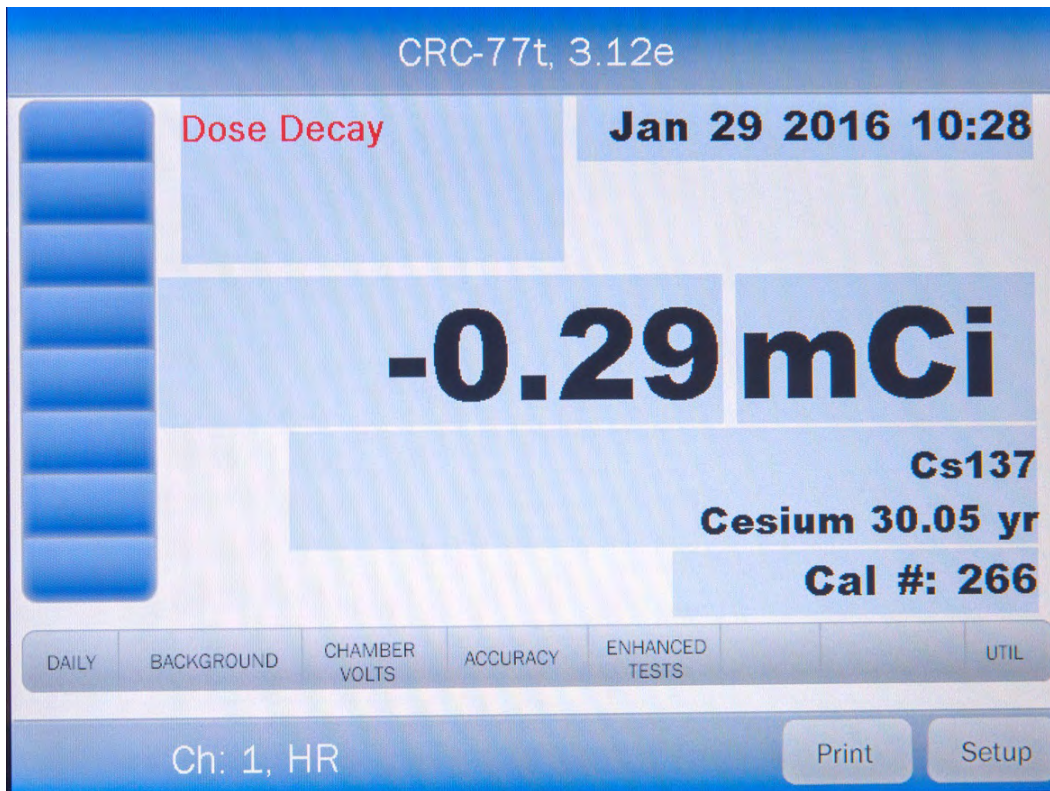 CRC-77t, 3.12e
Dose Decay
Jan 29 2016 10:28
-0.29 mCi
Cs137
Cesium 30.05 yr
Cal #: 266
DAILY BACKGROUND CHAMBER VOLTS ACCURACY ENHANCED TESTS UTIL
Ch: 1, HR Print Setup